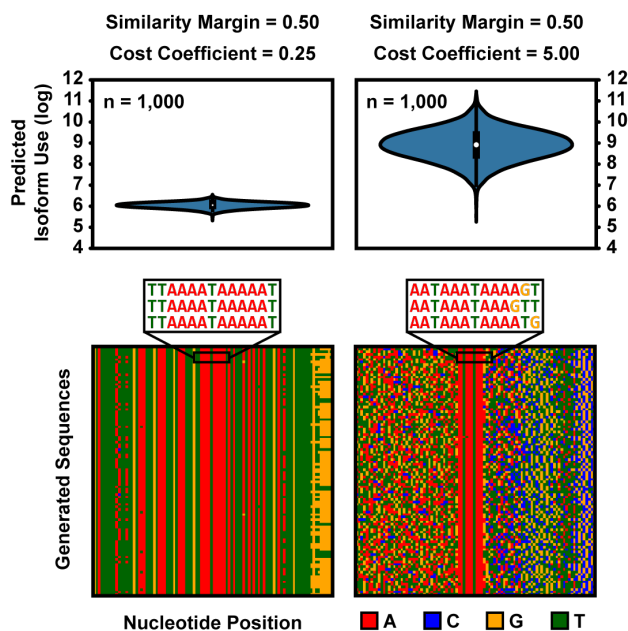 Similarity Margin = 0.50
Cost Coefficient = 0.25
Similarity Margin = 0.50
Cost Coefficient = 5.00
Predicted
Isoform Use (log)
12
11
10
9
8
7
6
5
4
n = 1,000
n = 1,000
12
11
10
9
8
7
6
5
4
TTAAAATAAAAAT
TTAAAATAAAAAT
TTAAAATAAAAAT
AATAAATAAAAGT
AATAAATAAAGTT
AATAAATAAAATG
Generated Sequences
Nucleotide Position
A C G T